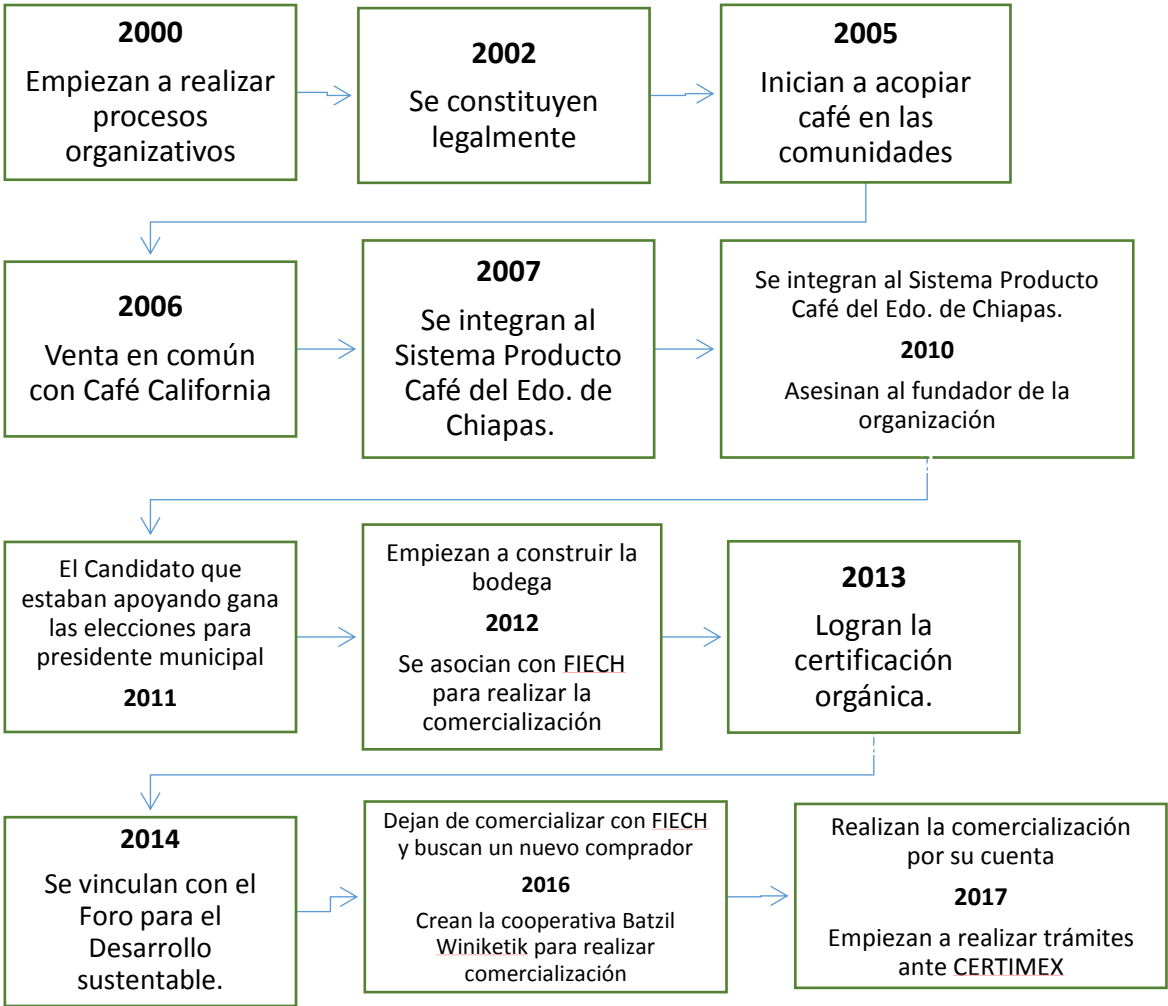 2000
Empiezan a realizar
procesos
organizativos
2002
Se constituyen
legalmente
2005
Inician a acopiar
café en las
comunidades
2006
Venta en común
con Café California
2007
Se integran al
Sistema Producto
Café del Edo. de
Chiapas.
Se integran al Sistema Producto
Café del Edo. de Chiapas.
2010
Asesinan al fundador de la
organización
El Candidato que
estaban apoyando gana
las elecciones para
presidente municipal
2011
Empiezan a construir la
bodega
2012
Se asocian con FIECH
para realizar la
comercialización
2013
Logran la
certificación
orgánica.
2014
Se vinculan con el
Foro para el
Desarrollo
sustentable.
Dejan de comercializar con FIECH
y buscan un nuevo comprador
2016
Crean la cooperativa Batzil
Winiketik para realizar
comercialización
Realizan la comercialización
por su cuenta
2017
Empiezan a realizar trámites
ante CERTIMEX